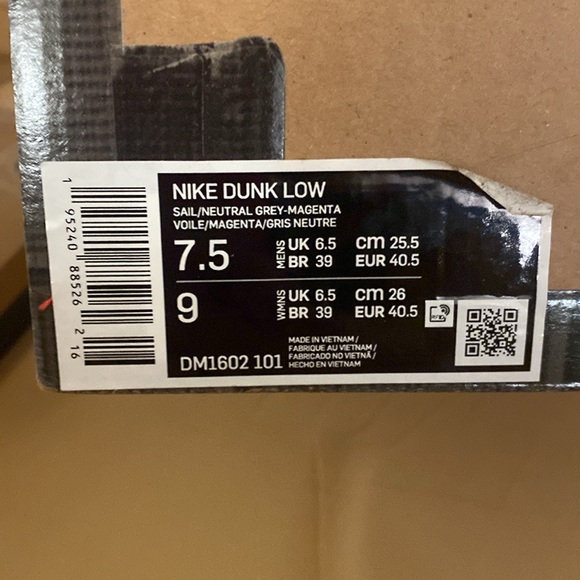 NIKE DUNK LOW
SAIL/NEUTRAL GREY-MAGENTA
VOILE/MAGENTA/GRIS NEUTRE
7.5 MENS UK 6.5 cm 25.5
BR 39 EUR 40.5
9 WMNS UK 6.5 cm 26
BR 39 EUR 40.5
DM1602 101
MADE IN VIETNAM /
FABRIQUE AU VIETNAM /
FABRICADO NO VIETNÃ /
HECHO EN VIETNAM
1 95240 88526 2 16